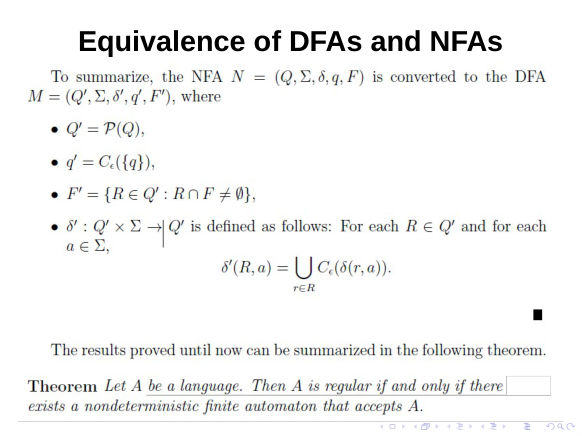 Equivalence of DFAs and NFAs
To summarize, the NFA N = (Q, Σ, δ, q, F) is converted to the DFA
M = (Q′, Σ, δ′, q′, F′), where
• Q′ = 𝒫(Q),
• q′ = Cϵ({q}),
• F′ = {R ∈ Q′ : R ∩ F ≠ ∅},
• δ′ : Q′ × Σ → Q′ is defined as follows: For each R ∈ Q′ and for each
a ∈ Σ,
δ′(R, a) = ⋃ Cϵ(δ(r, a)).
r∈R
The results proved until now can be summarized in the following theorem.
Theorem Let A be a language. Then A is regular if and only if there
exists a nondeterministic finite automaton that accepts A.